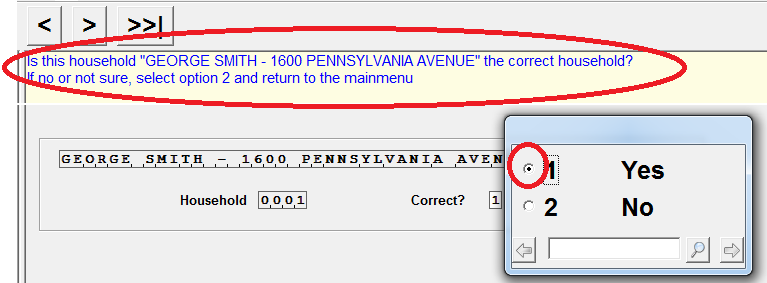 < > >>|
Is this household "GEORGE SMITH - 1600 PENNSYLVANIA AVENUE" the correct household?
If no or not sure, select option 2 and return to the mainmenu
GEORGE SMITH - 1600 PENNSYLVANIA AVEN
Household 0001 Correct? 1
1 Yes
2 No